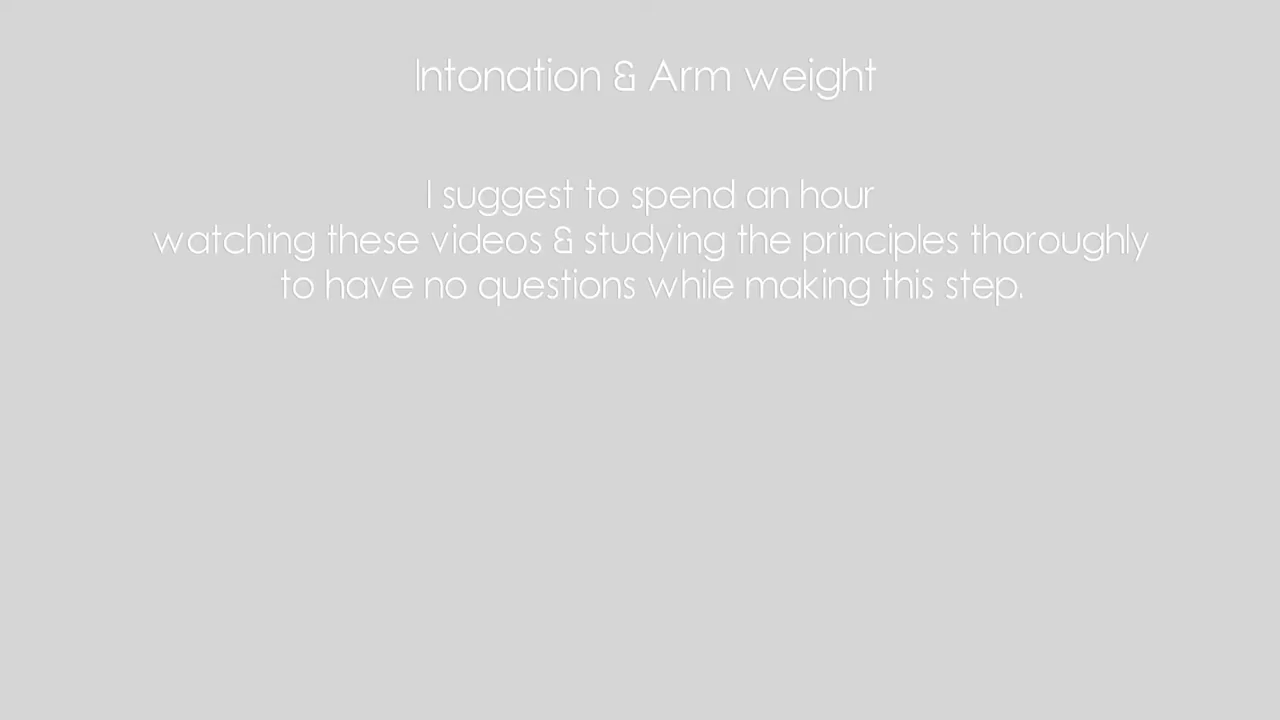 Intonation & Arm weight
I suggest to spend an hour
watching these videos & studying the principles thoroughly
to have no questions while making this step.